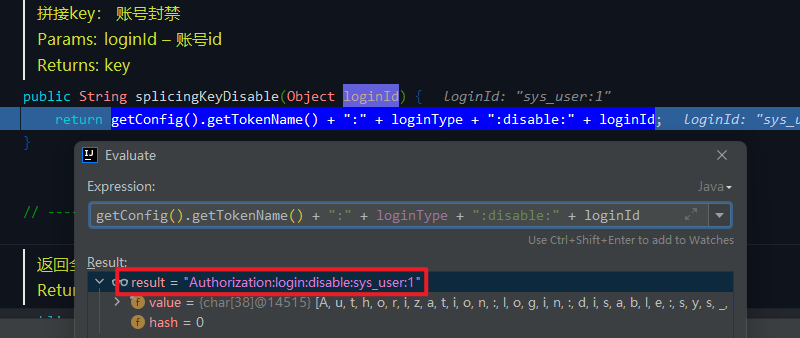 拼接key： 账号封禁
Params: loginId – 账号id
Returns: key
public String splicingKeyDisable(Object loginId) { loginId: "sys_user:1"
return getConfig().getTokenName() + ":" + loginType + ":disable:" + loginId; loginId: "sys_u
}
Evaluate
Expression:
Java
// ----
getConfig().getTokenName() + ":" + loginType + ":disable:" + loginId
Use Ctrl+Shift+Enter to add to Watches
返回
Result:
Retur
result = "Authorization:login:disable:sys_user:1"
value = {char[38]@14515} [A, u, t, h, o, r, i, z, a, t, i, o, n, :, l, o, g, i, n, :, d, i, s, a, b, l, e, :, s, y, s, _,
hash = 0